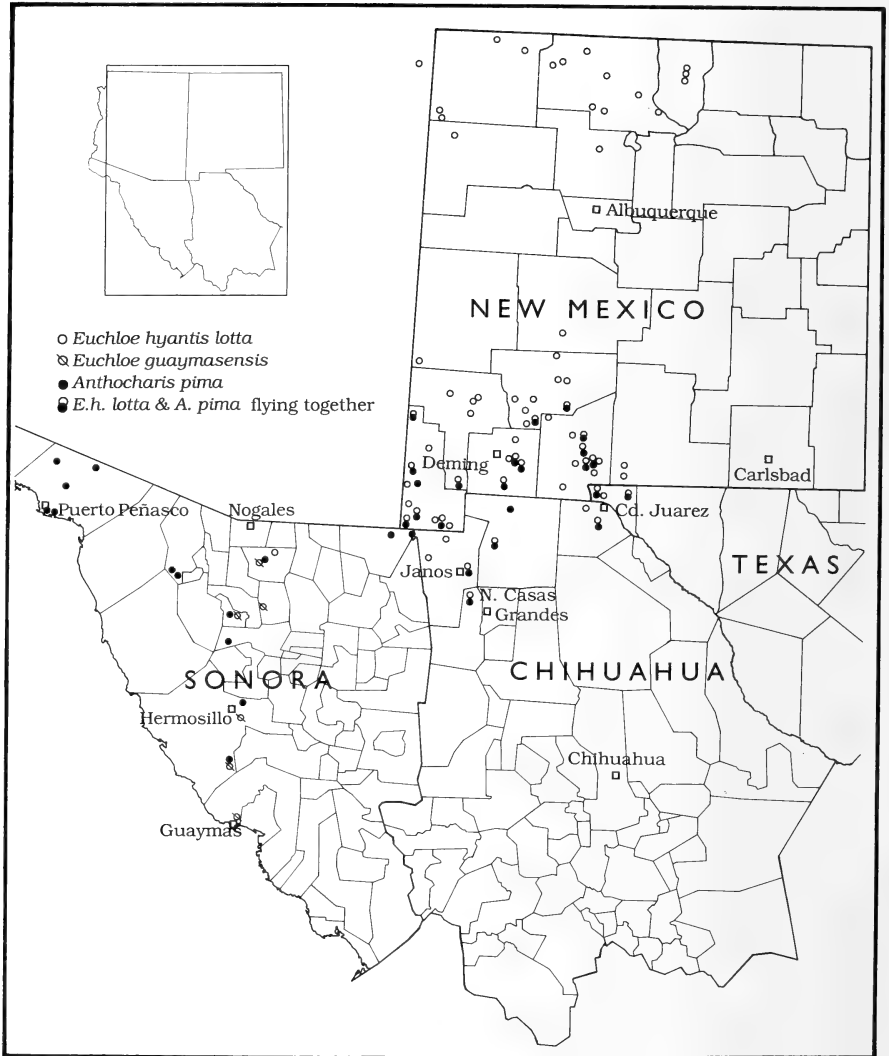 Albuquerque
NEW MEXICO
Euchloe hyantis lotta
Euchloe guaymasensis
Anthocharis pima
E.h. lotta & A. pima flying together
Deming
Carlsbad
Puerto Peñasco
Nogales
Cd. Juarez
TEXAS
Janos
N. Casas
Grandes
SONORA
CHIHUAHUA
Hermosillo
Chihuahua
Guaymas